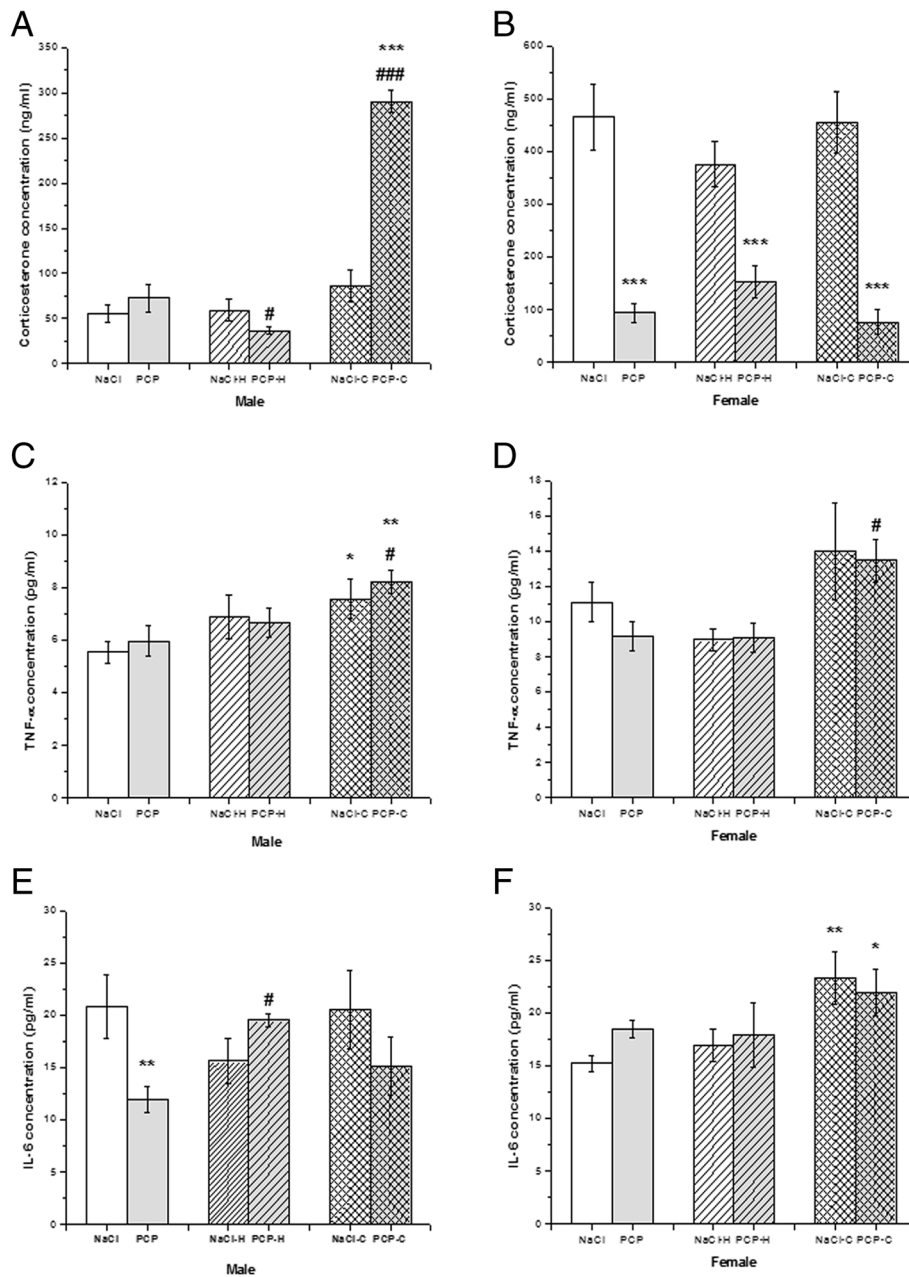 A
Corticosterone concentration (ng/ml)
350
300
250
200
150
100
50
0
***
###
#
NaCl PCP NaCl-H PCP-H NaCl-C PCP-C
Male
B
Corticosterone concentration (ng/ml)
600
500
400
300
200
100
0
***
***
***
NaCl PCP NaCl-H PCP-H NaCl-C PCP-C
Female
C
TNF-α concentration (pg/ml)
12
10
8
6
4
2
0
**
*
#
NaCl PCP NaCl-H PCP-H NaCl-C PCP-C
Male
D
TNF-α concentration (pg/ml)
18
16
14
12
10
8
6
4
2
0
#
NaCl PCP NaCl-H PCP-H NaCl-C PCP-C
Female
E
IL-6 concentration (pg/ml)
30
25
20
15
10
5
0
**
#
NaCl PCP NaCl-H PCP-H NaCl-C PCP-C
Male
F
IL-6 concentration (pg/ml)
30
25
20
15
10
5
0
**
*
NaCl PCP NaCl-H PCP-H NaCl-C PCP-C
Female